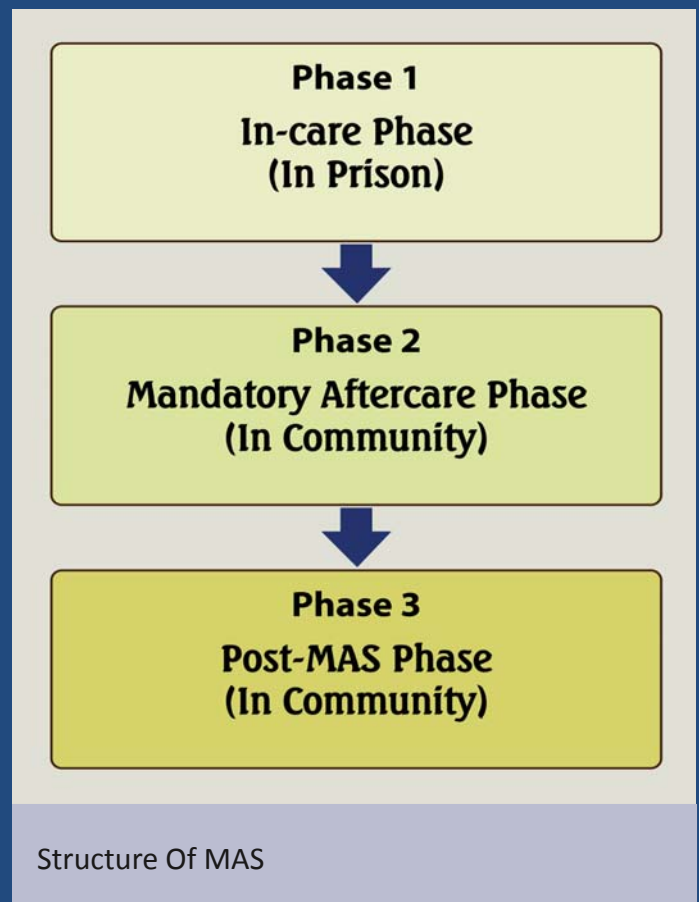 Phase 1
In-care Phase
(In Prison)
Phase 2
Mandatory Aftercare Phase
(In Community)
Phase 3
Post-MAS Phase
(In Community)
Structure Of MAS